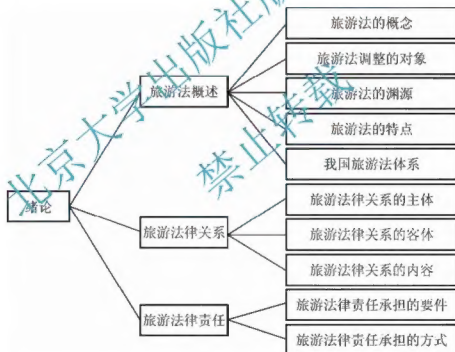 绪论
旅游法概述
旅游法的概念
旅游法调整的对象
旅游法的渊源
旅游法的特点
我国旅游法体系
旅游法律关系
旅游法律关系的主体
旅游法律关系的客体
旅游法律关系的内容
旅游法律责任
旅游法律责任承担的要件
旅游法律责任承担的方式
北京大学出版社版
禁止转载